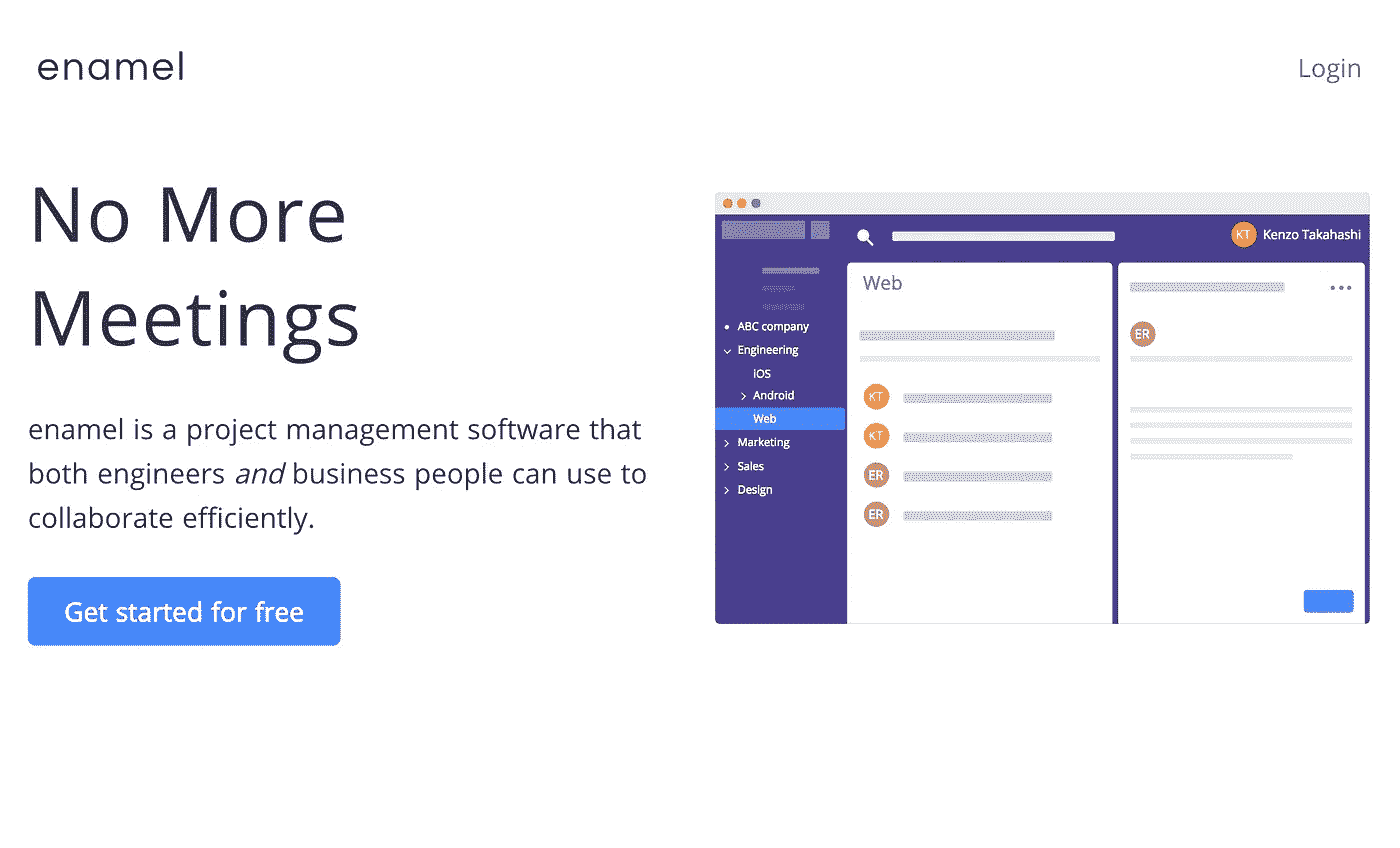 enamel
Login
No More
Meetings
enamel is a project management software that
both engineers and business people can use to
collaborate efficiently.
Get started for free
KT Kenzo Takahashi
ABC company
Engineering
iOS
Android
Web
Marketing
Sales
Design
Web
KT
KT
ER
ER
ER